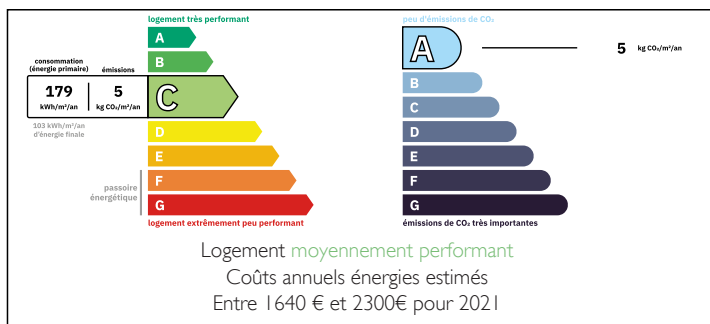 logement très performant
A
B
consommation
(énergie primaire)
émissions
179
kWh/m²/an
5
kg CO₂/m²/an
C
103 kWh/m²/an
d'énergie finale
D
E
passoire
énergétique
F
G
logement extrêmement peu performant
peu d'émissions de CO₂
A
5 kg CO₂/m²/an
B
C
D
E
F
G
émissions de CO₂ très importantes
Logement moyennement performant
Coûts annuels énergies estimés
Entre 1640 € et 2300€ pour 2021